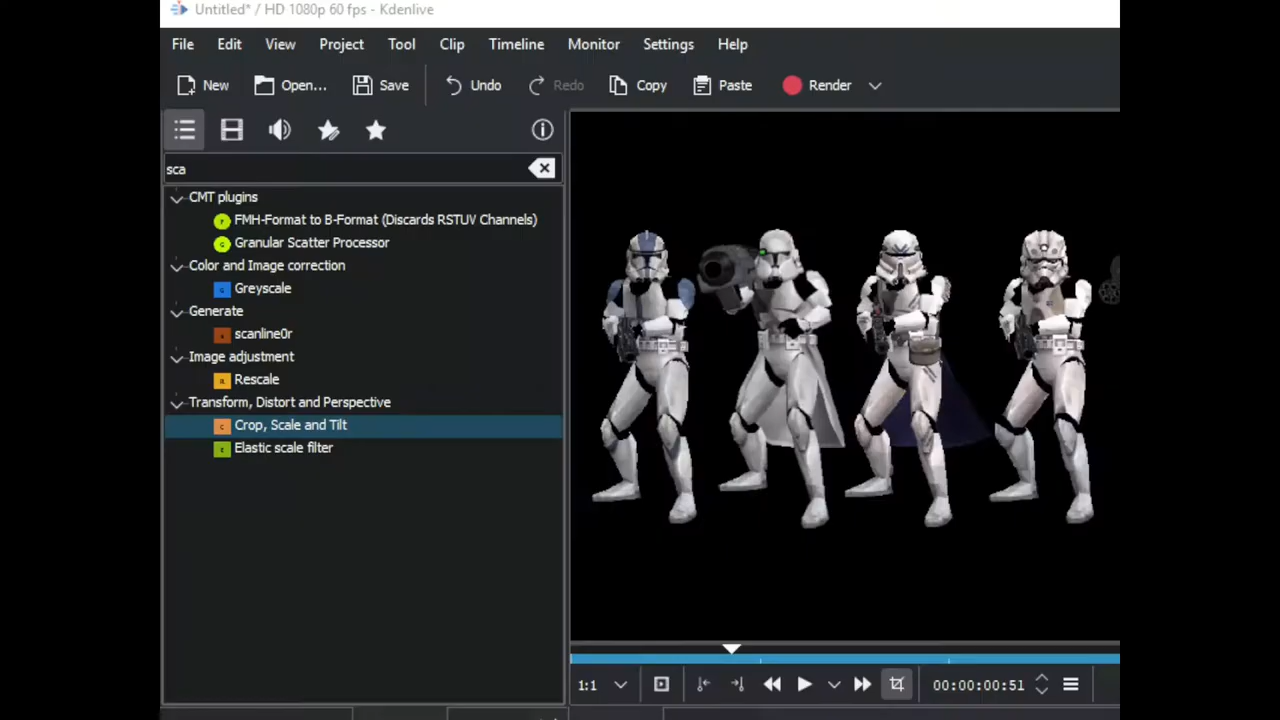 Untitled* / HD 1080p 60 fps - Kdenlive
File Edit View Project Tool Clip Timeline Monitor Settings Help
New Open... Save Undo Redo Copy Paste Render
sca
CMT plugins
FMH-Format to B-Format (Discards RSTUV Channels)
Granular Scatter Processor
Color and Image correction
Greyscale
Generate
scanline0r
Image adjustment
Rescale
Transform, Distort and Perspective
Crop, Scale and Tilt
Elastic scale filter
1:1 00:00:00:51